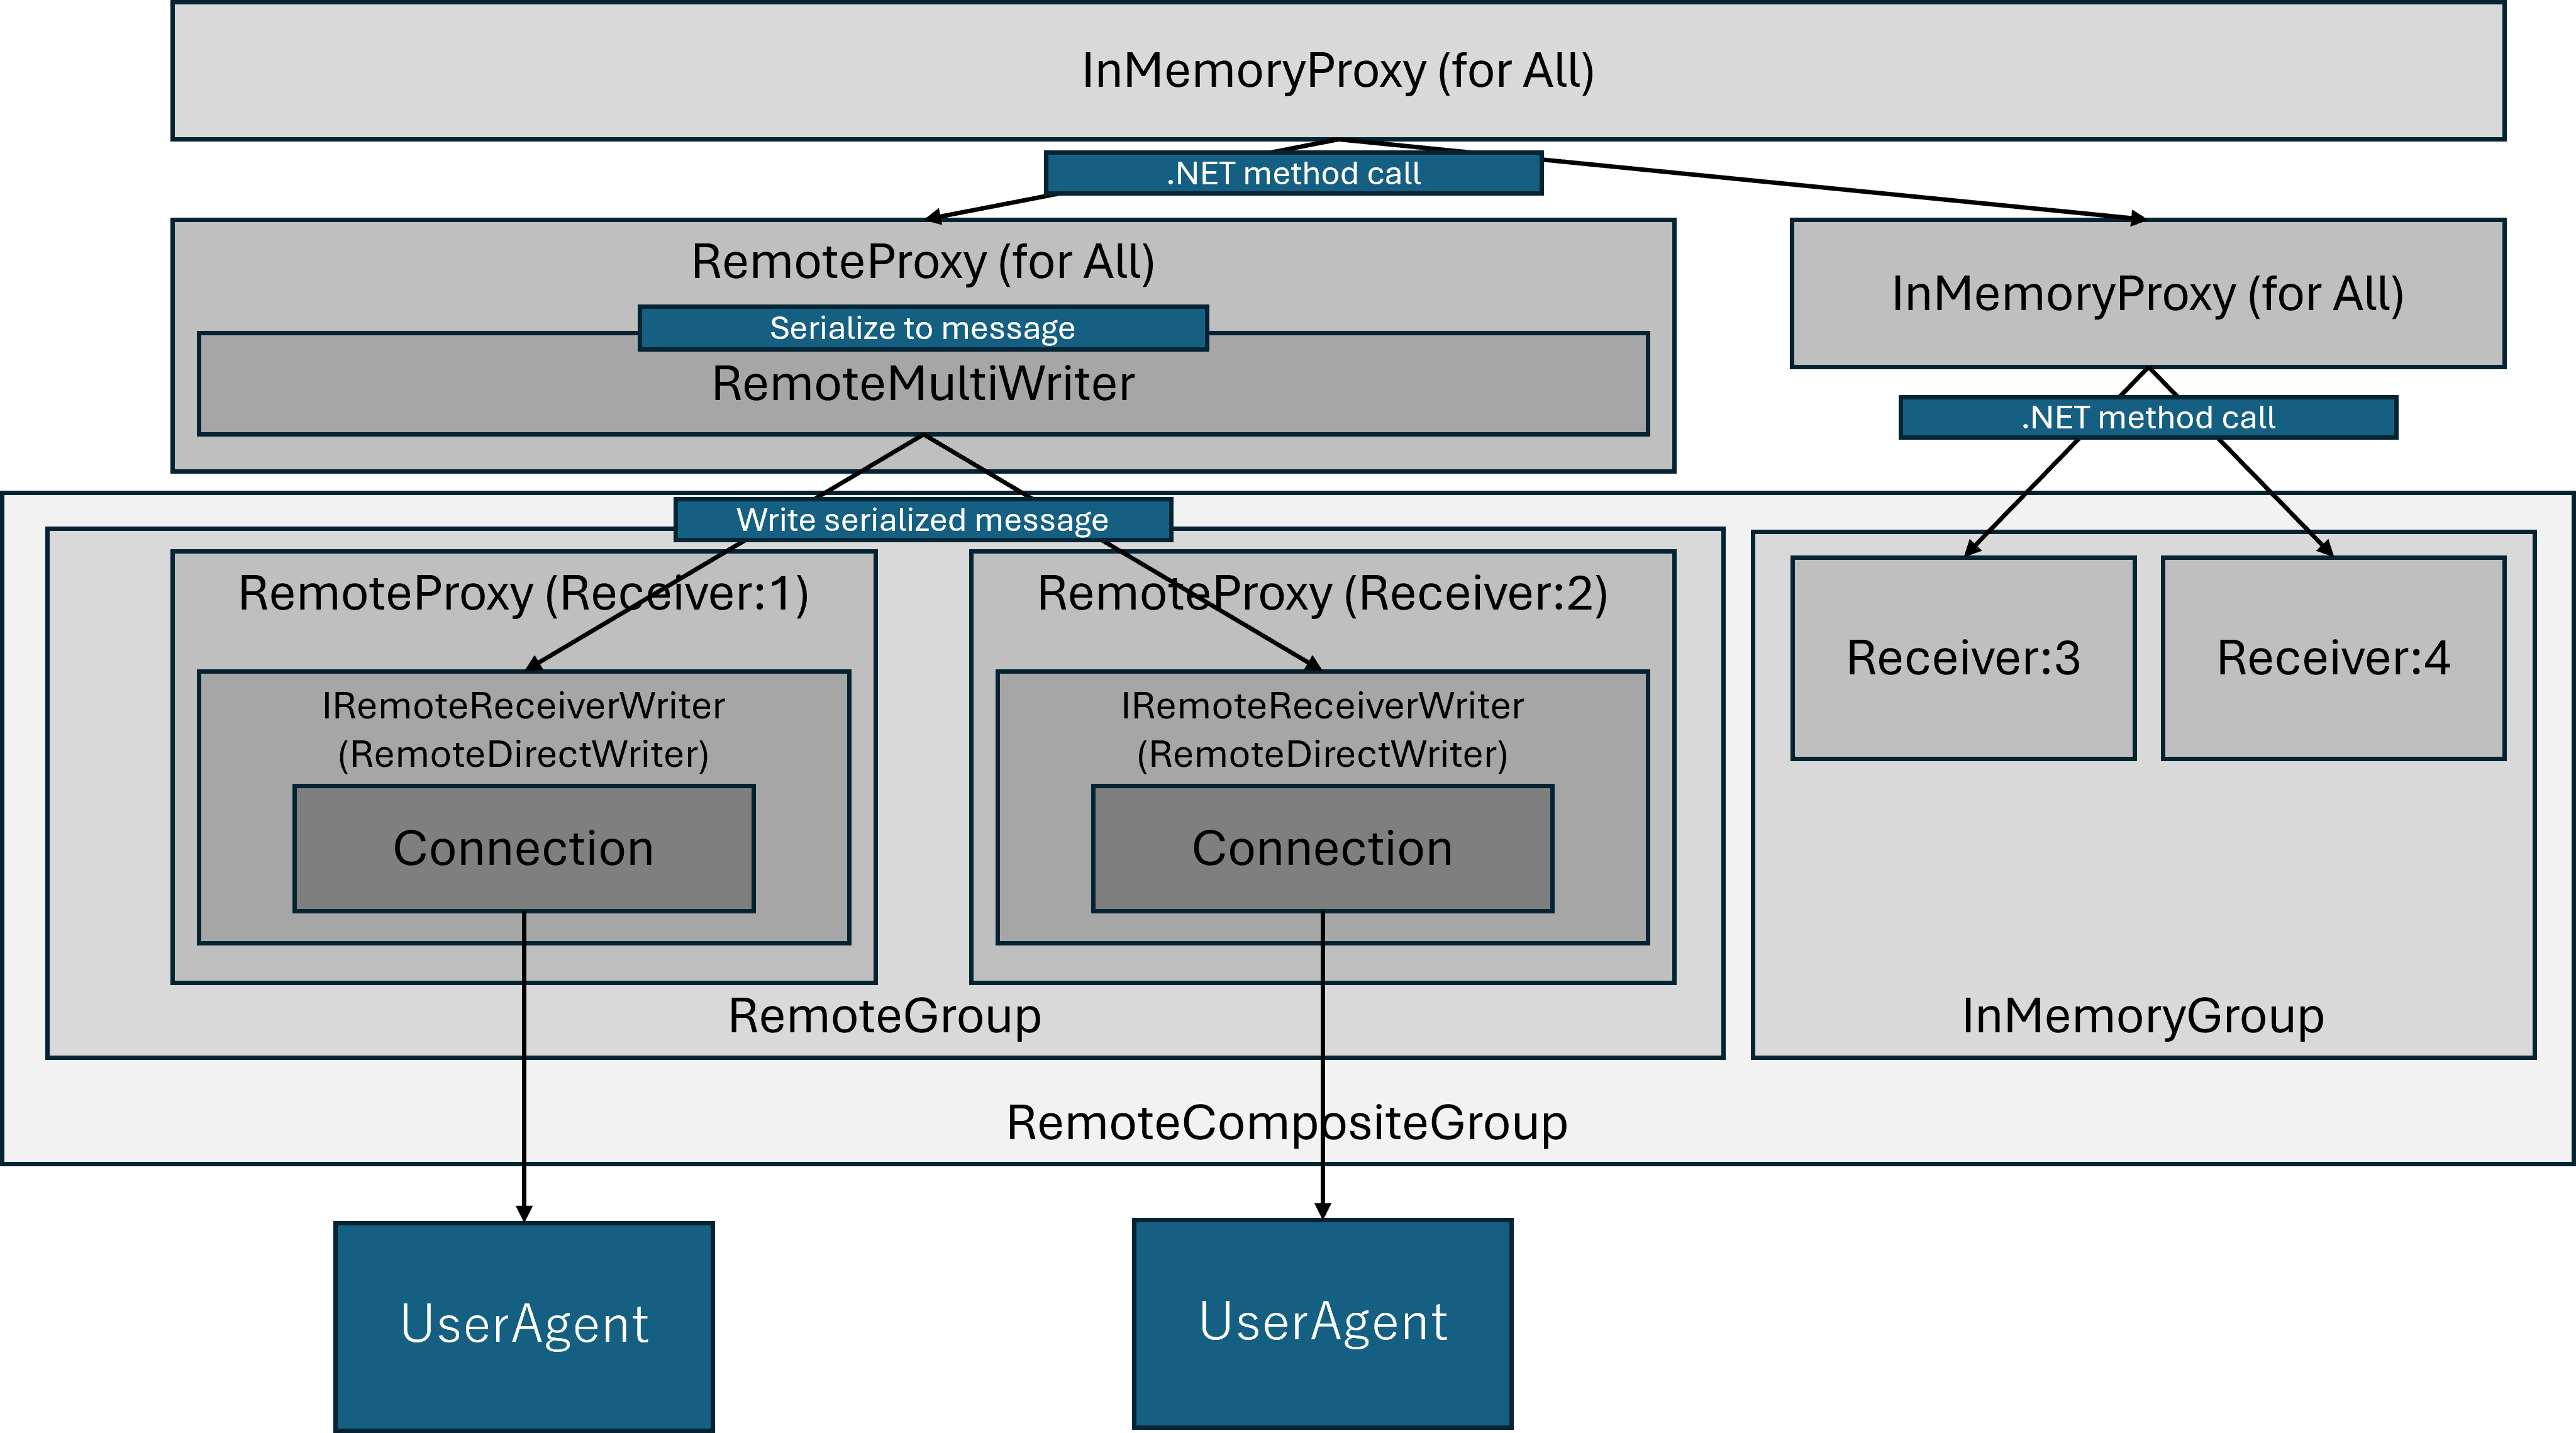 InMemoryProxy (for All)
.NET method call
RemoteProxy (for All)
Serialize to message
RemoteMultiWriter
InMemoryProxy (for All)
.NET method call
Write serialized message
RemoteProxy (Receiver:1)
IRemoteReceiverWriter
(RemoteDirectWriter)
Connection
RemoteProxy (Receiver:2)
IRemoteReceiverWriter
(RemoteDirectWriter)
Connection
RemoteGroup
Receiver:3
Receiver:4
InMemoryGroup
RemoteCompositeGroup
UserAgent
UserAgent